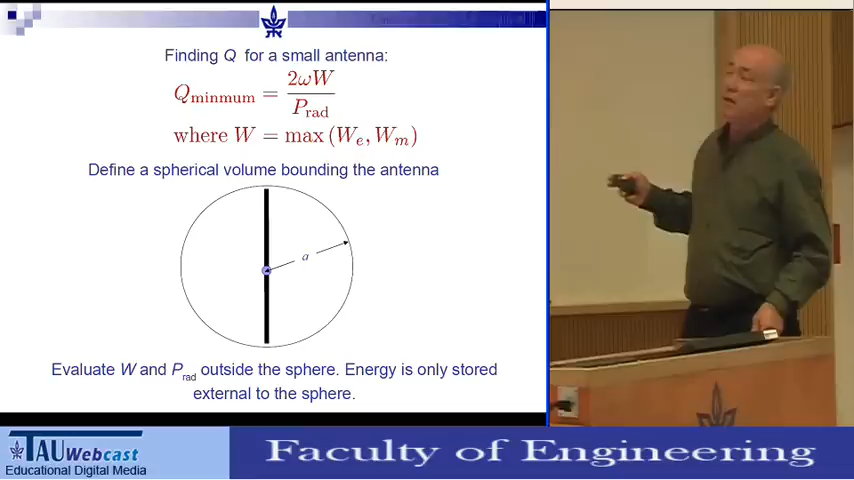 Finding Q for a small antenna:
Q_minmum = 2ωW / P_rad
where W = max (W_e, W_m)
Define a spherical volume bounding the antenna
a
Evaluate W and P_rad outside the sphere. Energy is only stored
external to the sphere.
TAU Webcast
Educational Digital Media
Faculty of Engineering